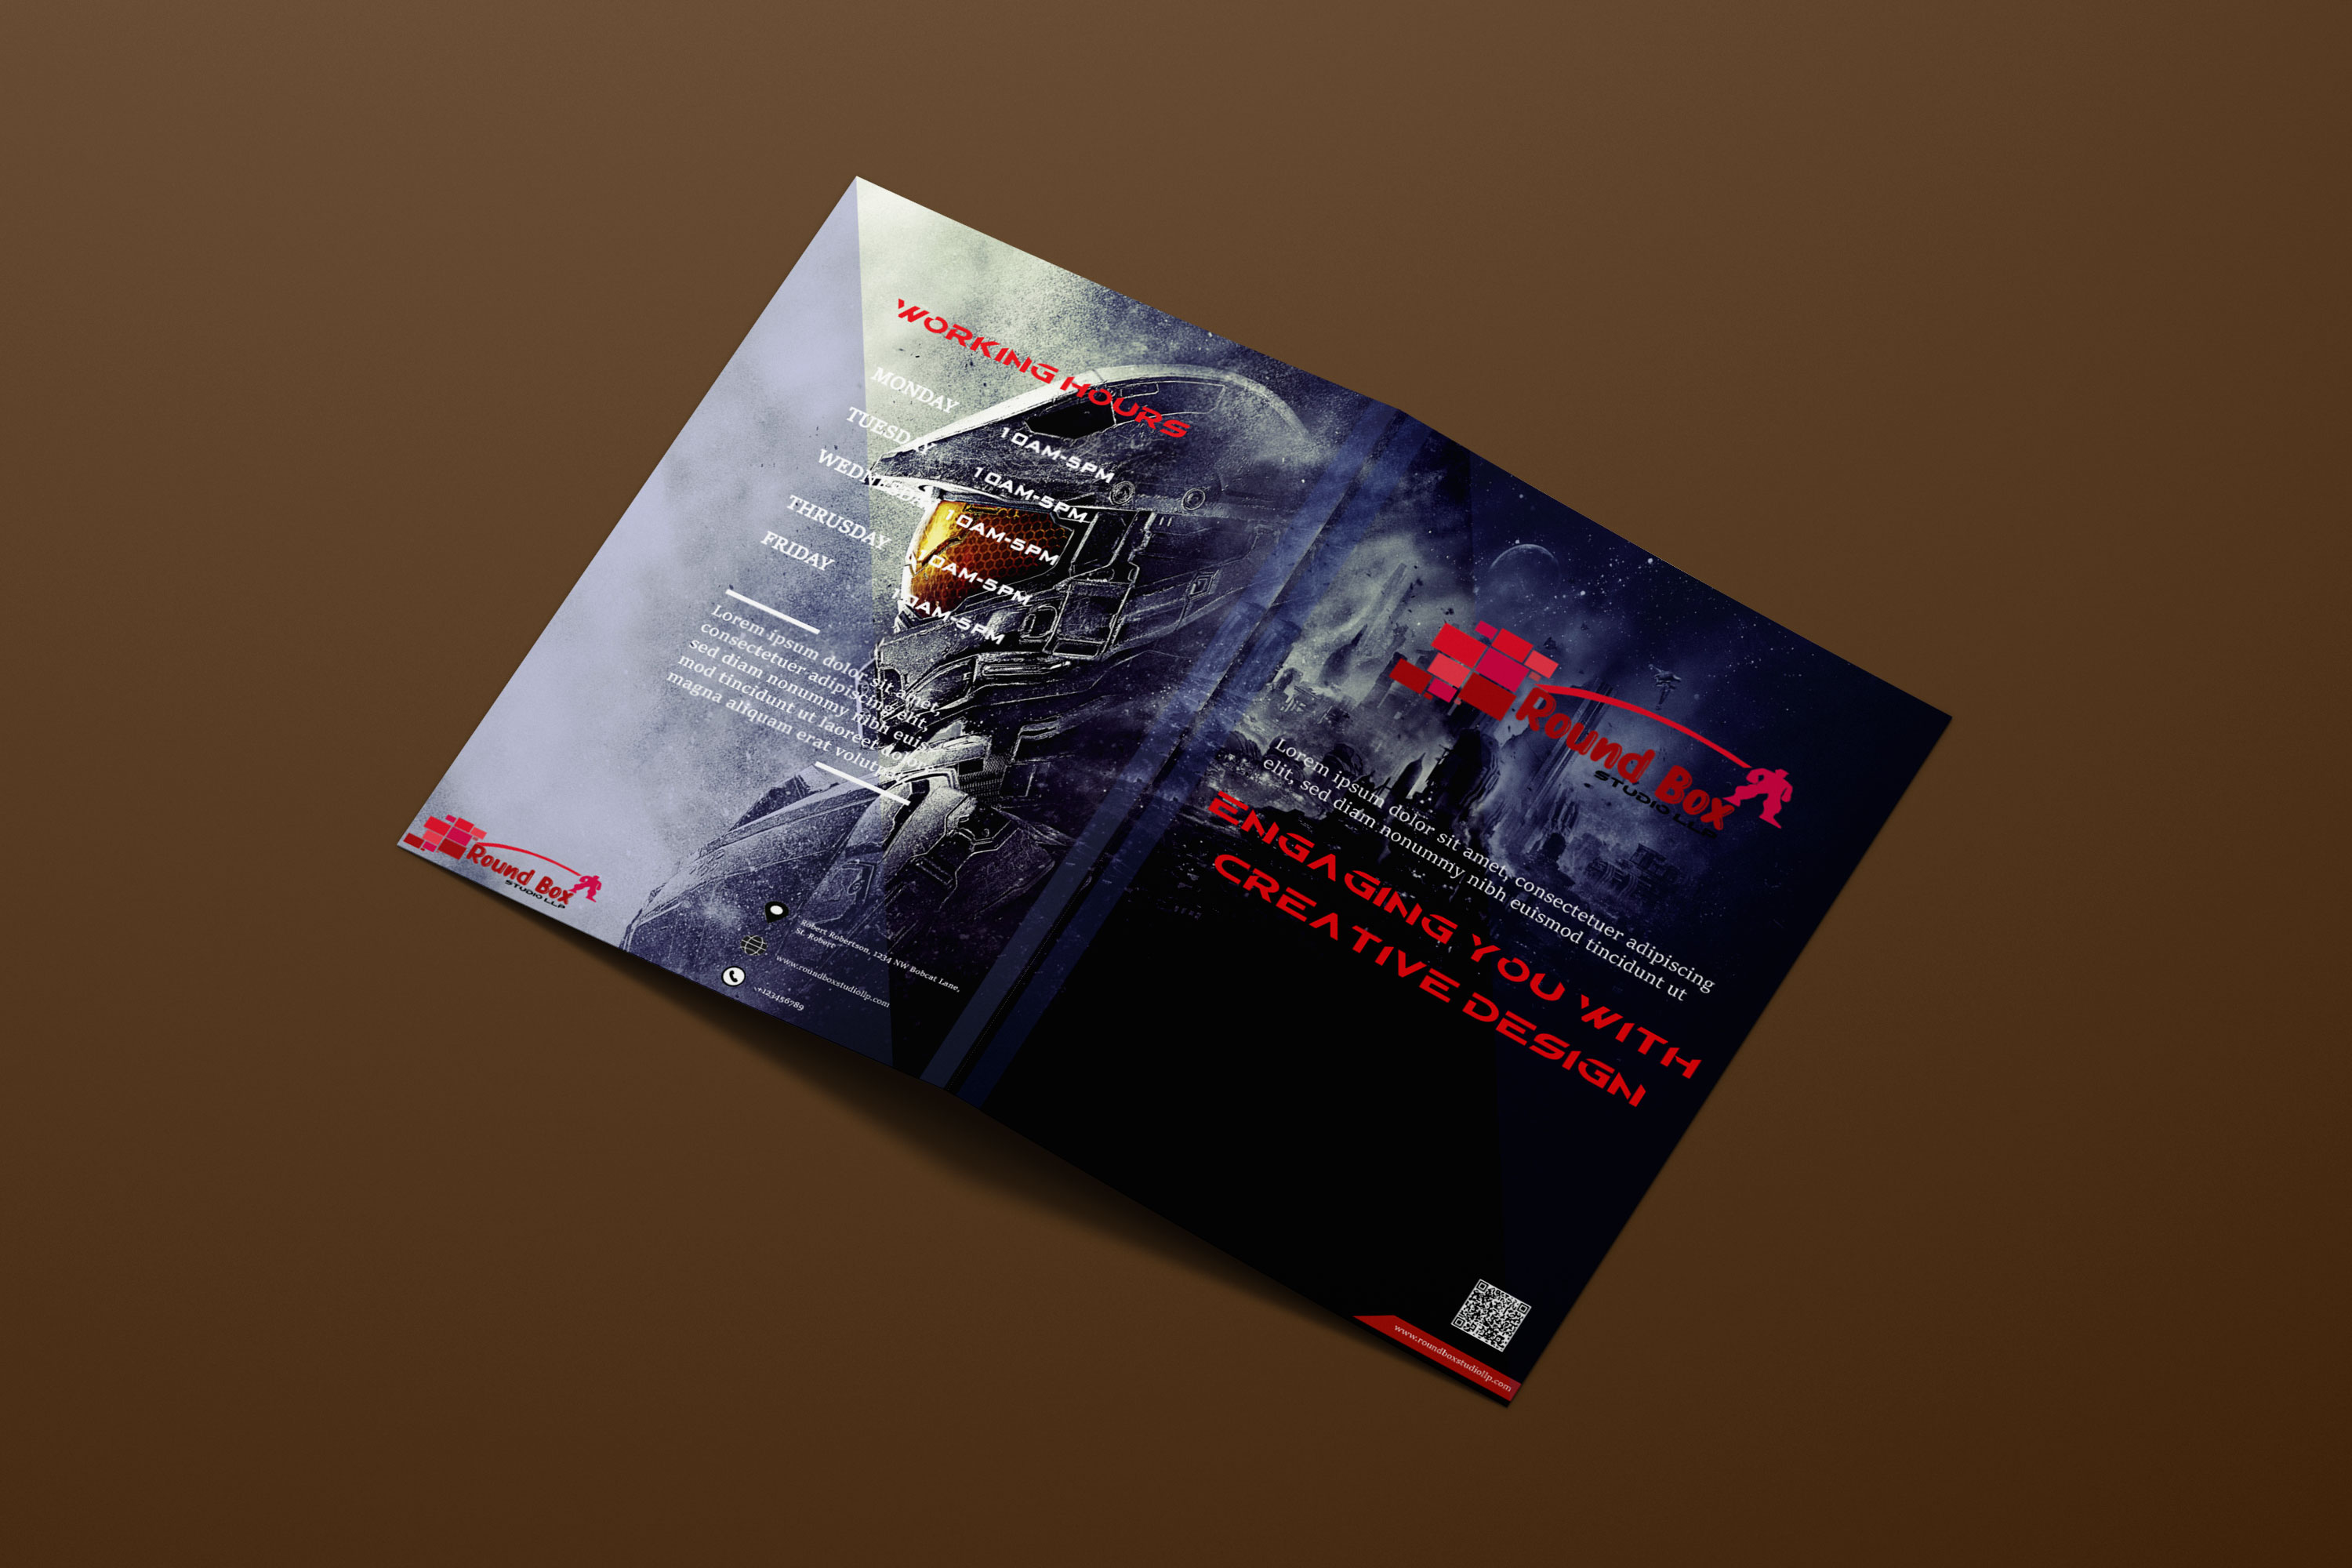 WORKING HOURS
MONDAY 10AM-5PM
TUESDAY 10AM-5PM
WEDNESDAY 10AM-5PM
THRUSDAY 10AM-5PM
FRIDAY 10AM-5PM
Lorem ipsum dolor sit amet,
consectetuer adipiscing elit,
sed diam nonummy nibh euis
mod tincidunt ut laoreet dolore
magna aliquam erat volutpat
Round Box
STUDIO LLP
Robert Robertson, 1234 NW Bobcat Lane,
St. Robert
www.roundboxstudiollp.com
+123456789
Round Box
STUDIO LLP
Lorem ipsum dolor sit amet, consectetuer adipiscing
elit, sed diam nonummy nibh euismod tincidunt ut
ENGAGING YOU WITH
CREATIVE DESIGN
www.roundboxstudiollp.com